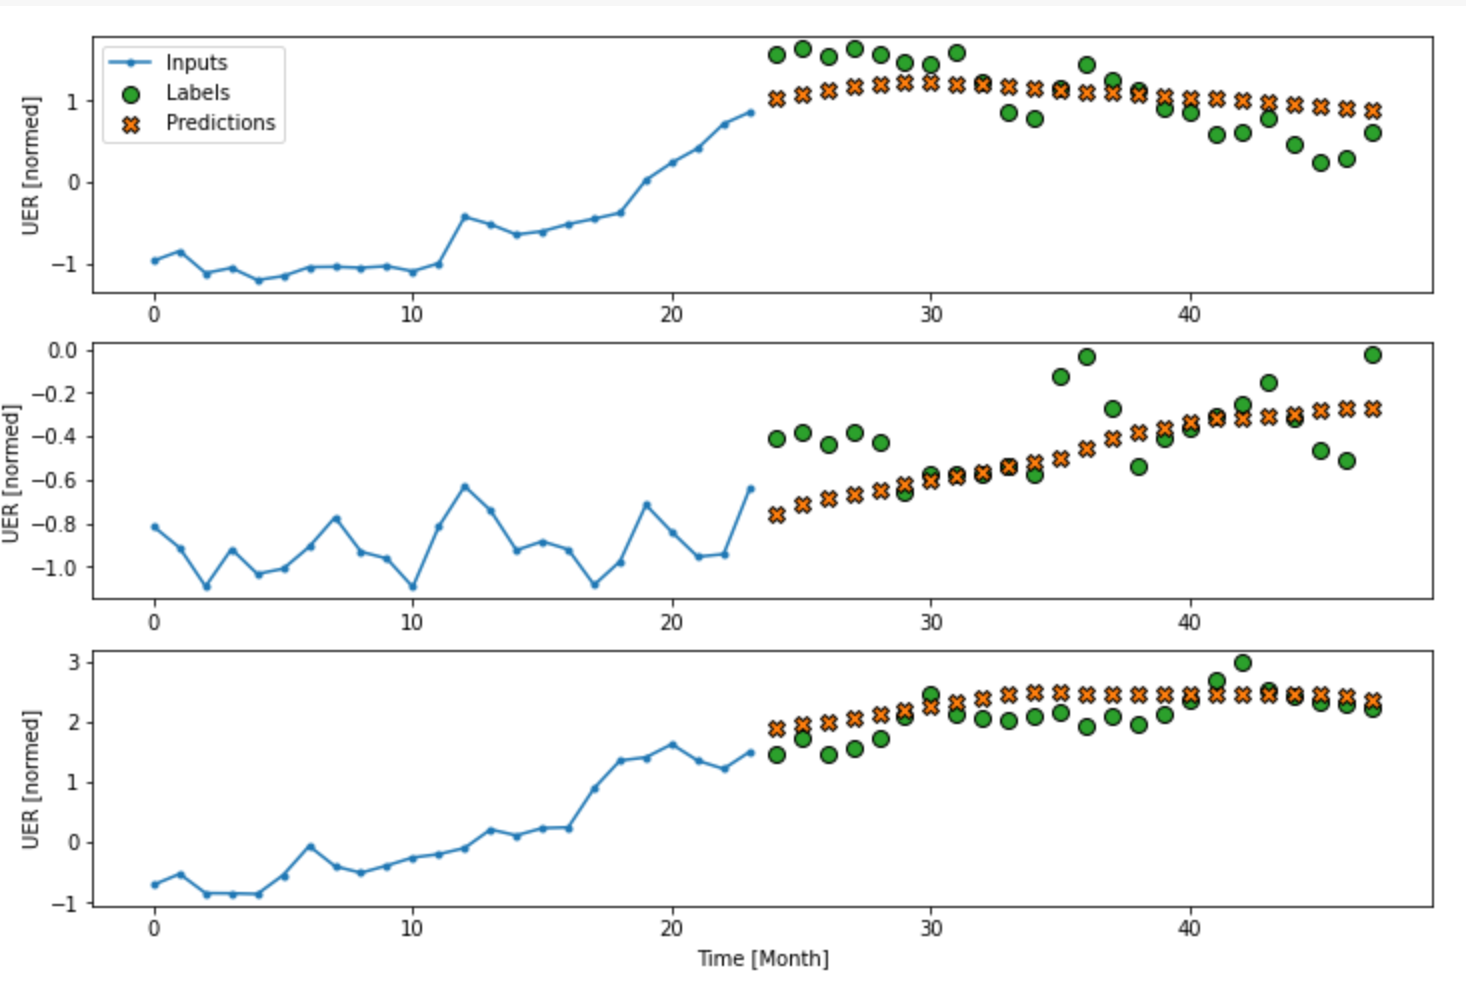 Inputs
Labels
Predictions
UER [normed]
1
0
−1
0 10 20 30 40
UER [normed]
0.0
−0.2
−0.4
−0.6
−0.8
−1.0
0 10 20 30 40
UER [normed]
3
2
1
0
−1
0 10 20 30 40
Time [Month]